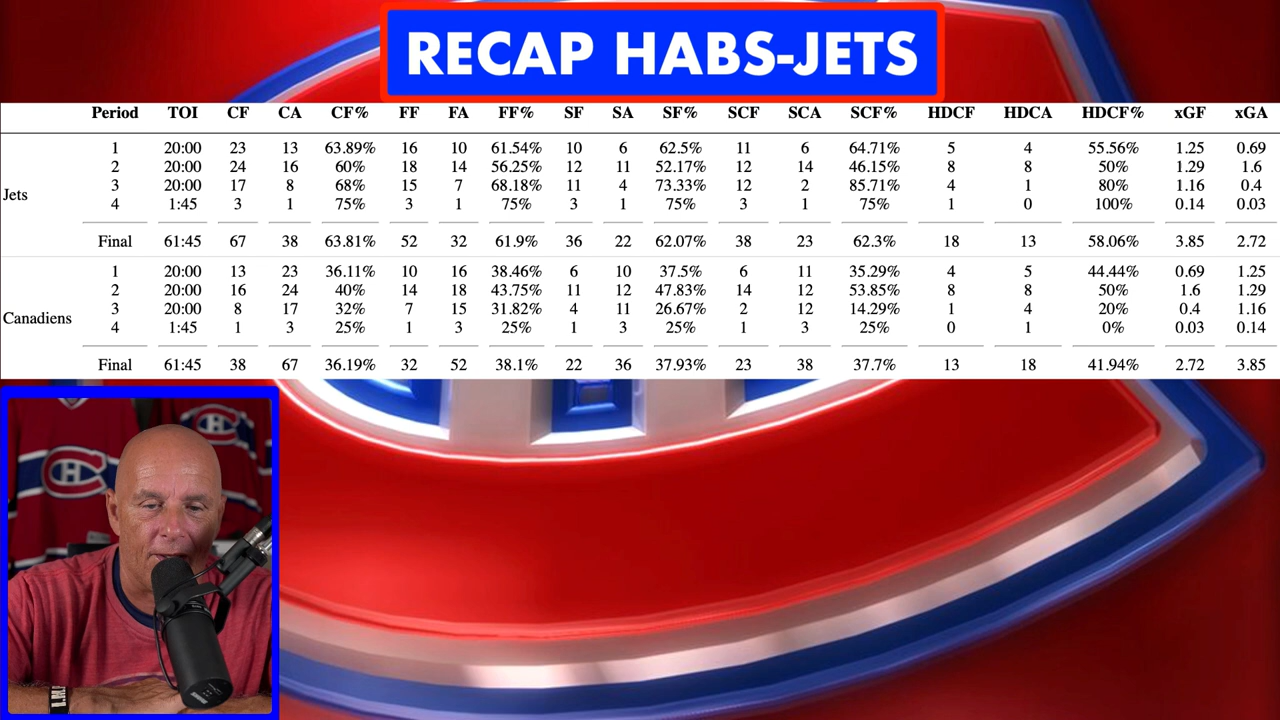 RECAP HABS-JETS
Period TOI CF CA CF% FF FA FF% SF SA SF% SCF SCA SCF% HDCF HDCA HDCF% xGF xGA
1 20:00 23 13 63.89% 16 10 61.54% 10 6 62.5% 11 6 64.71% 5 4 55.56% 1.25 0.69
2 20:00 24 16 60% 18 14 56.25% 12 11 52.17% 12 14 46.15% 8 8 50% 1.29 1.6
3 20:00 17 8 68% 15 7 68.18% 11 4 73.33% 12 2 85.71% 4 1 80% 1.16 0.4
Jets
4 1:45 3 1 75% 3 1 75% 3 1 75% 3 1 75% 1 0 100% 0.14 0.03
Final 61:45 67 38 63.81% 52 32 61.9% 36 22 62.07% 38 23 62.3% 18 13 58.06% 3.85 2.72
1 20:00 13 23 36.11% 10 16 38.46% 6 10 37.5% 6 11 35.29% 4 5 44.44% 0.69 1.25
2 20:00 16 24 40% 14 18 43.75% 11 12 47.83% 14 12 53.85% 8 8 50% 1.6 1.29
3 20:00 8 17 32% 7 15 31.82% 4 11 26.67% 2 12 14.29% 1 4 20% 0.4 1.16
Canadiens
4 1:45 1 3 25% 1 3 25% 1 3 25% 1 3 25% 0 1 0% 0.03 0.14
Final 61:45 38 67 36.19% 32 52 38.1% 22 36 37.93% 23 38 37.7% 13 18 41.94% 2.72 3.85